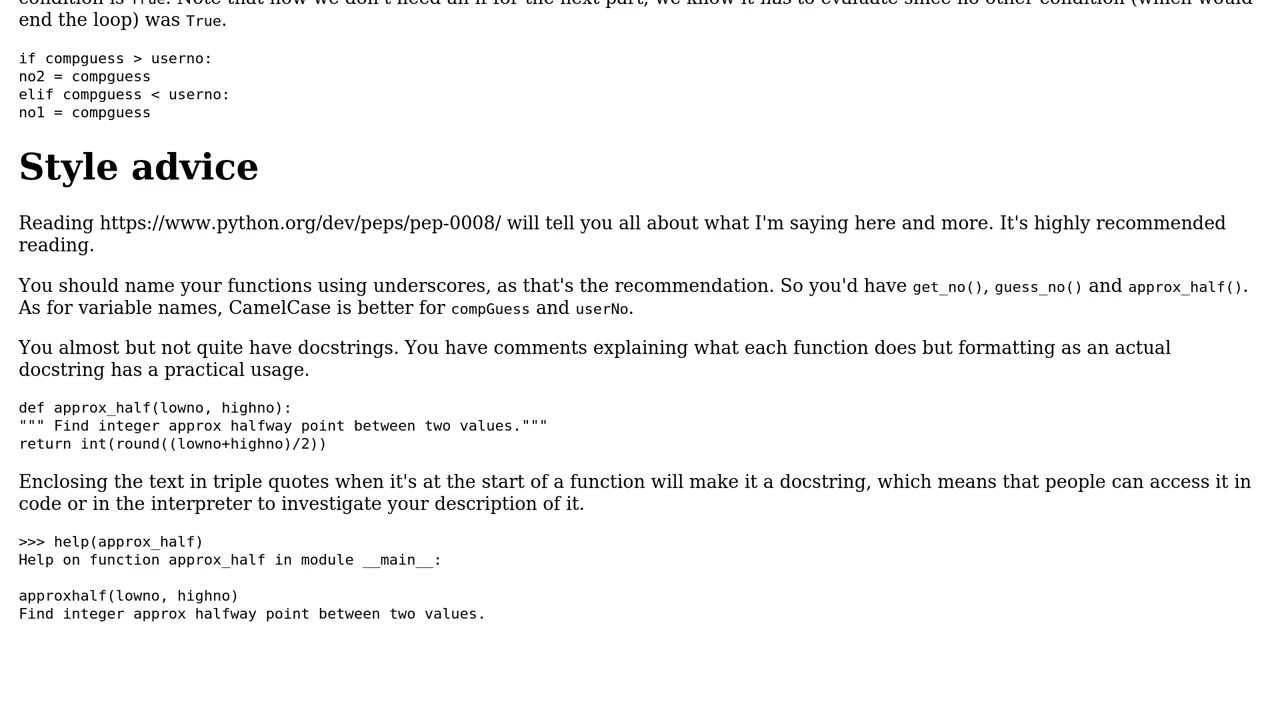 end the loop) was True.
if compguess > userno:
no2 = compguess
elif compguess < userno:
no1 = compguess
Style advice
Reading https://www.python.org/dev/peps/pep-0008/ will tell you all about what I'm saying here and more. It's highly recommended
reading.
You should name your functions using underscores, as that's the recommendation. So you'd have get_no(), guess_no() and approx_half().
As for variable names, CamelCase is better for compGuess and userNo.
You almost but not quite have docstrings. You have comments explaining what each function does but formatting as an actual
docstring has a practical usage.
def approx_half(lowno, highno):
""" Find integer approx halfway point between two values."""
return int(round((lowno+highno)/2))
Enclosing the text in triple quotes when it's at the start of a function will make it a docstring, which means that people can access it in
code or in the interpreter to investigate your description of it.
>>> help(approx_half)
Help on function approx_half in module __main__:
approxhalf(lowno, highno)
Find integer approx halfway point between two values.